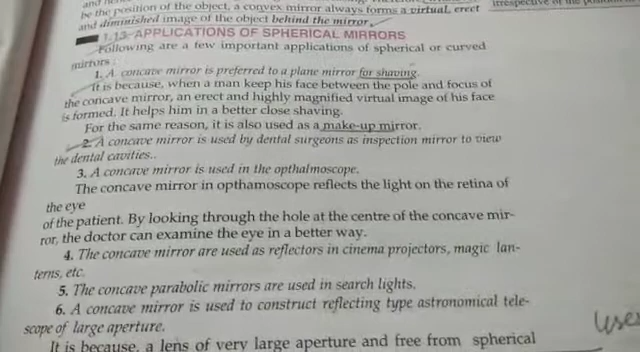 be the position of the object, a convex mirror always forms a virtual, erect
and diminished image of the object behind the mirror.
1.13. APPLICATIONS OF SPHERICAL MIRRORS
Following are a few important applications of spherical or curved
mirrors :
1. A concave mirror is preferred to a plane mirror for shaving.
It is because, when a man keep his face between the pole and focus of
the concave mirror, an erect and highly magnified virtual image of his face
is formed. It helps him in a better close shaving.
For the same reason, it is also used as a make-up mirror.
2. A concave mirror is used by dental surgeons as inspection mirror to view
the dental cavities..
3. A concave mirror is used in the opthalmoscope.
The concave mirror in opthamoscope reflects the light on the retina of
the eye
of the patient. By looking through the hole at the centre of the concave mir-
ror, the doctor can examine the eye in a better way.
4. The concave mirror are used as reflectors in cinema projectors, magic lan-
terns, etc.
5. The concave parabolic mirrors are used in search lights.
6. A concave mirror is used to construct reflecting type astronomical tele-
scope of large aperture.
It is because, a lens of very large aperture and free from spherical